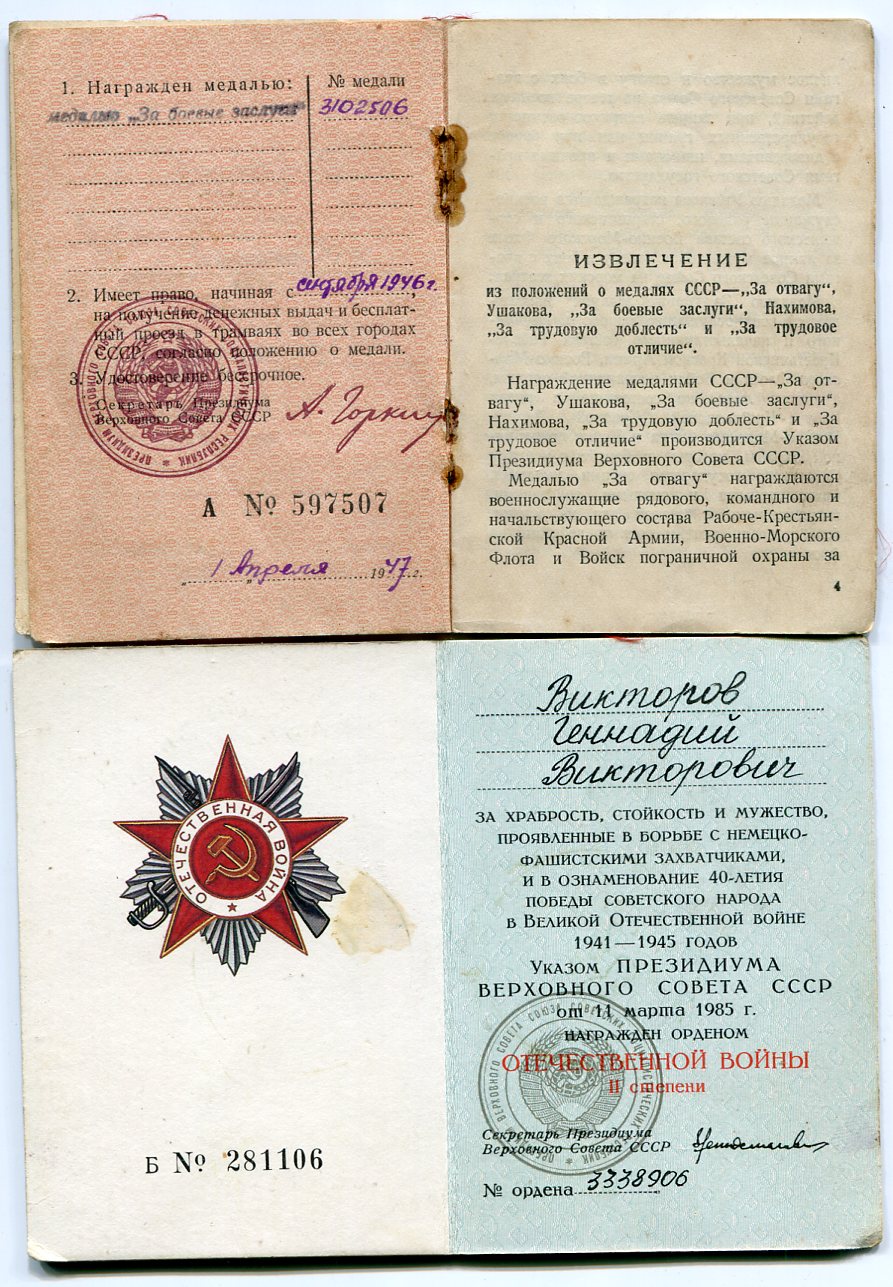 1. Награжден медалью:
№ медали
медалью „За боевые заслуги“
3102506
2. Имеет право, начиная с октября 1946 г.,
на получение денежных выдач и бесплат-
ный проезд в трамваях во всех городах
СССР, согласно положению о медали.
3. Удостоверение бессрочное.
Секретарь Президиума
Верховного Совета СССР
А. Горкин
А № 597507
„1“ Апреля 1947 г.
ИЗВЛЕЧЕНИЕ
из положений о медалях СССР—„За отвагу“,
Ушакова, „За боевые заслуги“, Нахимова,
„За трудовую доблесть“ и „За трудовое
отличие“.
Награждение медалями СССР—„За от-
вагу“, Ушакова, „За боевые заслуги“,
Нахимова, „За трудовую доблесть“ и „За
трудовое отличие“ производится Указом
Президиума Верховного Совета СССР.
Медалью „За отвагу“ награждаются
военнослужащие рядового, командного и
начальствующего состава Рабоче-Крестьян-
ской Красной Армии, Военно-Морского
Флота и Войск пограничной охраны за
4
ОТЕЧЕСТВЕННАЯ ВОЙНА
Б № 281106
Викторов
Геннадий
Викторович
ЗА ХРАБРОСТЬ, СТОЙКОСТЬ И МУЖЕСТВО,
ПРОЯВЛЕННЫЕ В БОРЬБЕ С НЕМЕЦКО-
ФАШИСТСКИМИ ЗАХВАТЧИКАМИ,
И В ОЗНАМЕНОВАНИЕ 40-ЛЕТИЯ
ПОБЕДЫ СОВЕТСКОГО НАРОДА
В ВЕЛИКОЙ ОТЕЧЕСТВЕННОЙ ВОЙНЕ
1941—1945 ГОДОВ
УКАЗОМ ПРЕЗИДИУМА
ВЕРХОВНОГО СОВЕТА СССР
от 11 марта 1985 г.
НАГРАЖДЕН ОРДЕНОМ
ОТЕЧЕСТВЕННОЙ ВОЙНЫ
II степени
Секретарь Президиума
Верховного Совета СССР
№ ордена 3338906